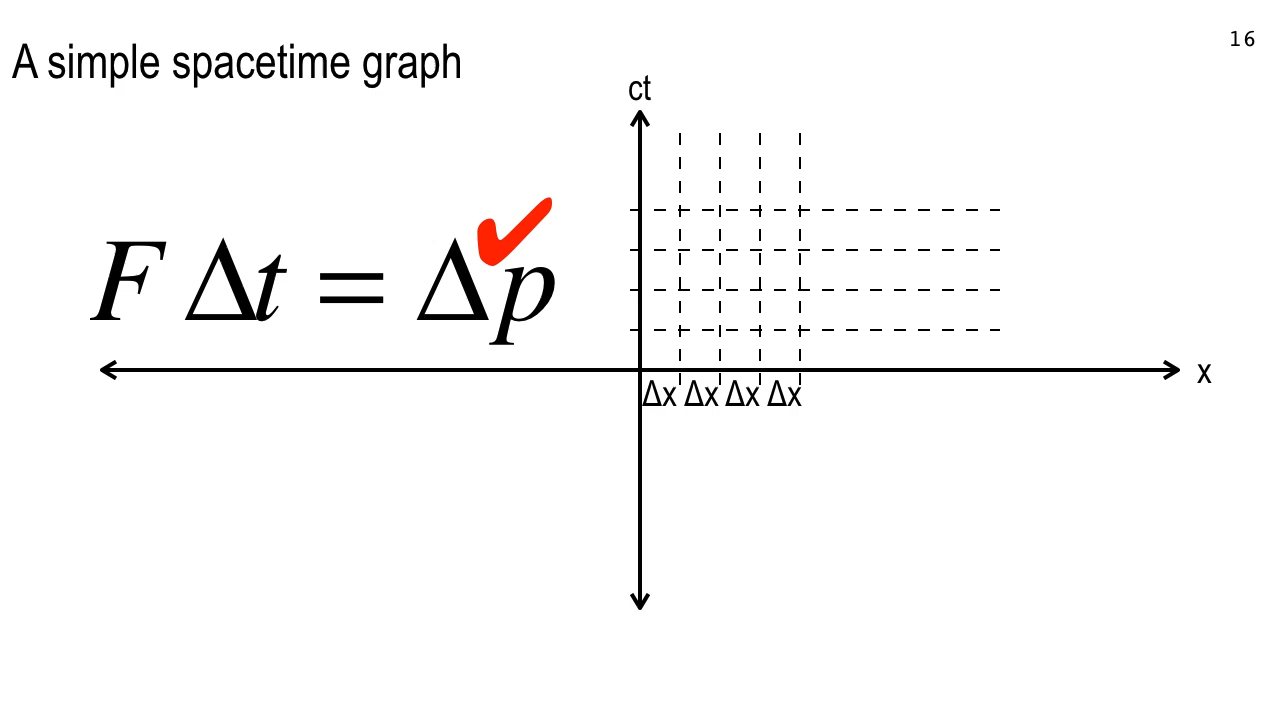 A simple spacetime graph
16
ct
F Δt = Δp
x
Δx Δx Δx Δx